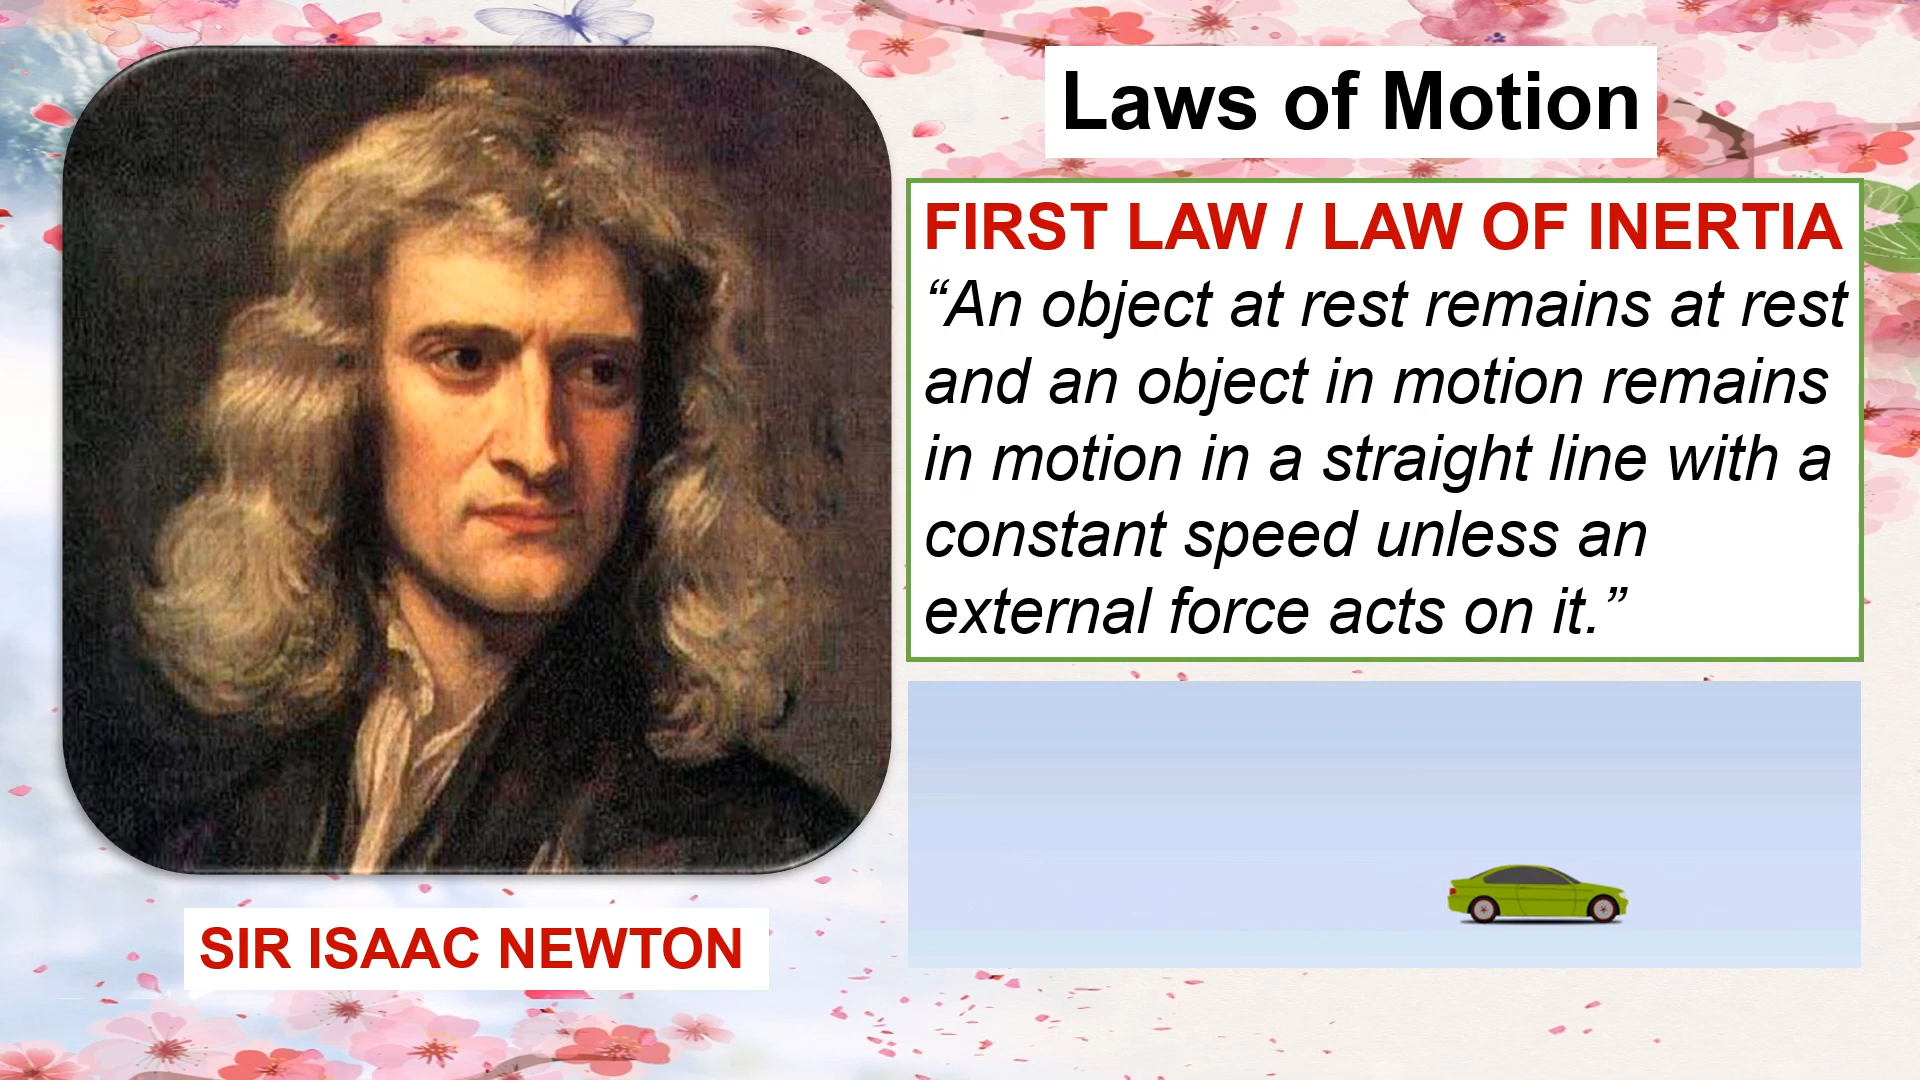 Laws of Motion
FIRST LAW / LAW OF INERTIA
“An object at rest remains at rest
and an object in motion remains
in motion in a straight line with a
constant speed unless an
external force acts on it.”
SIR ISAAC NEWTON